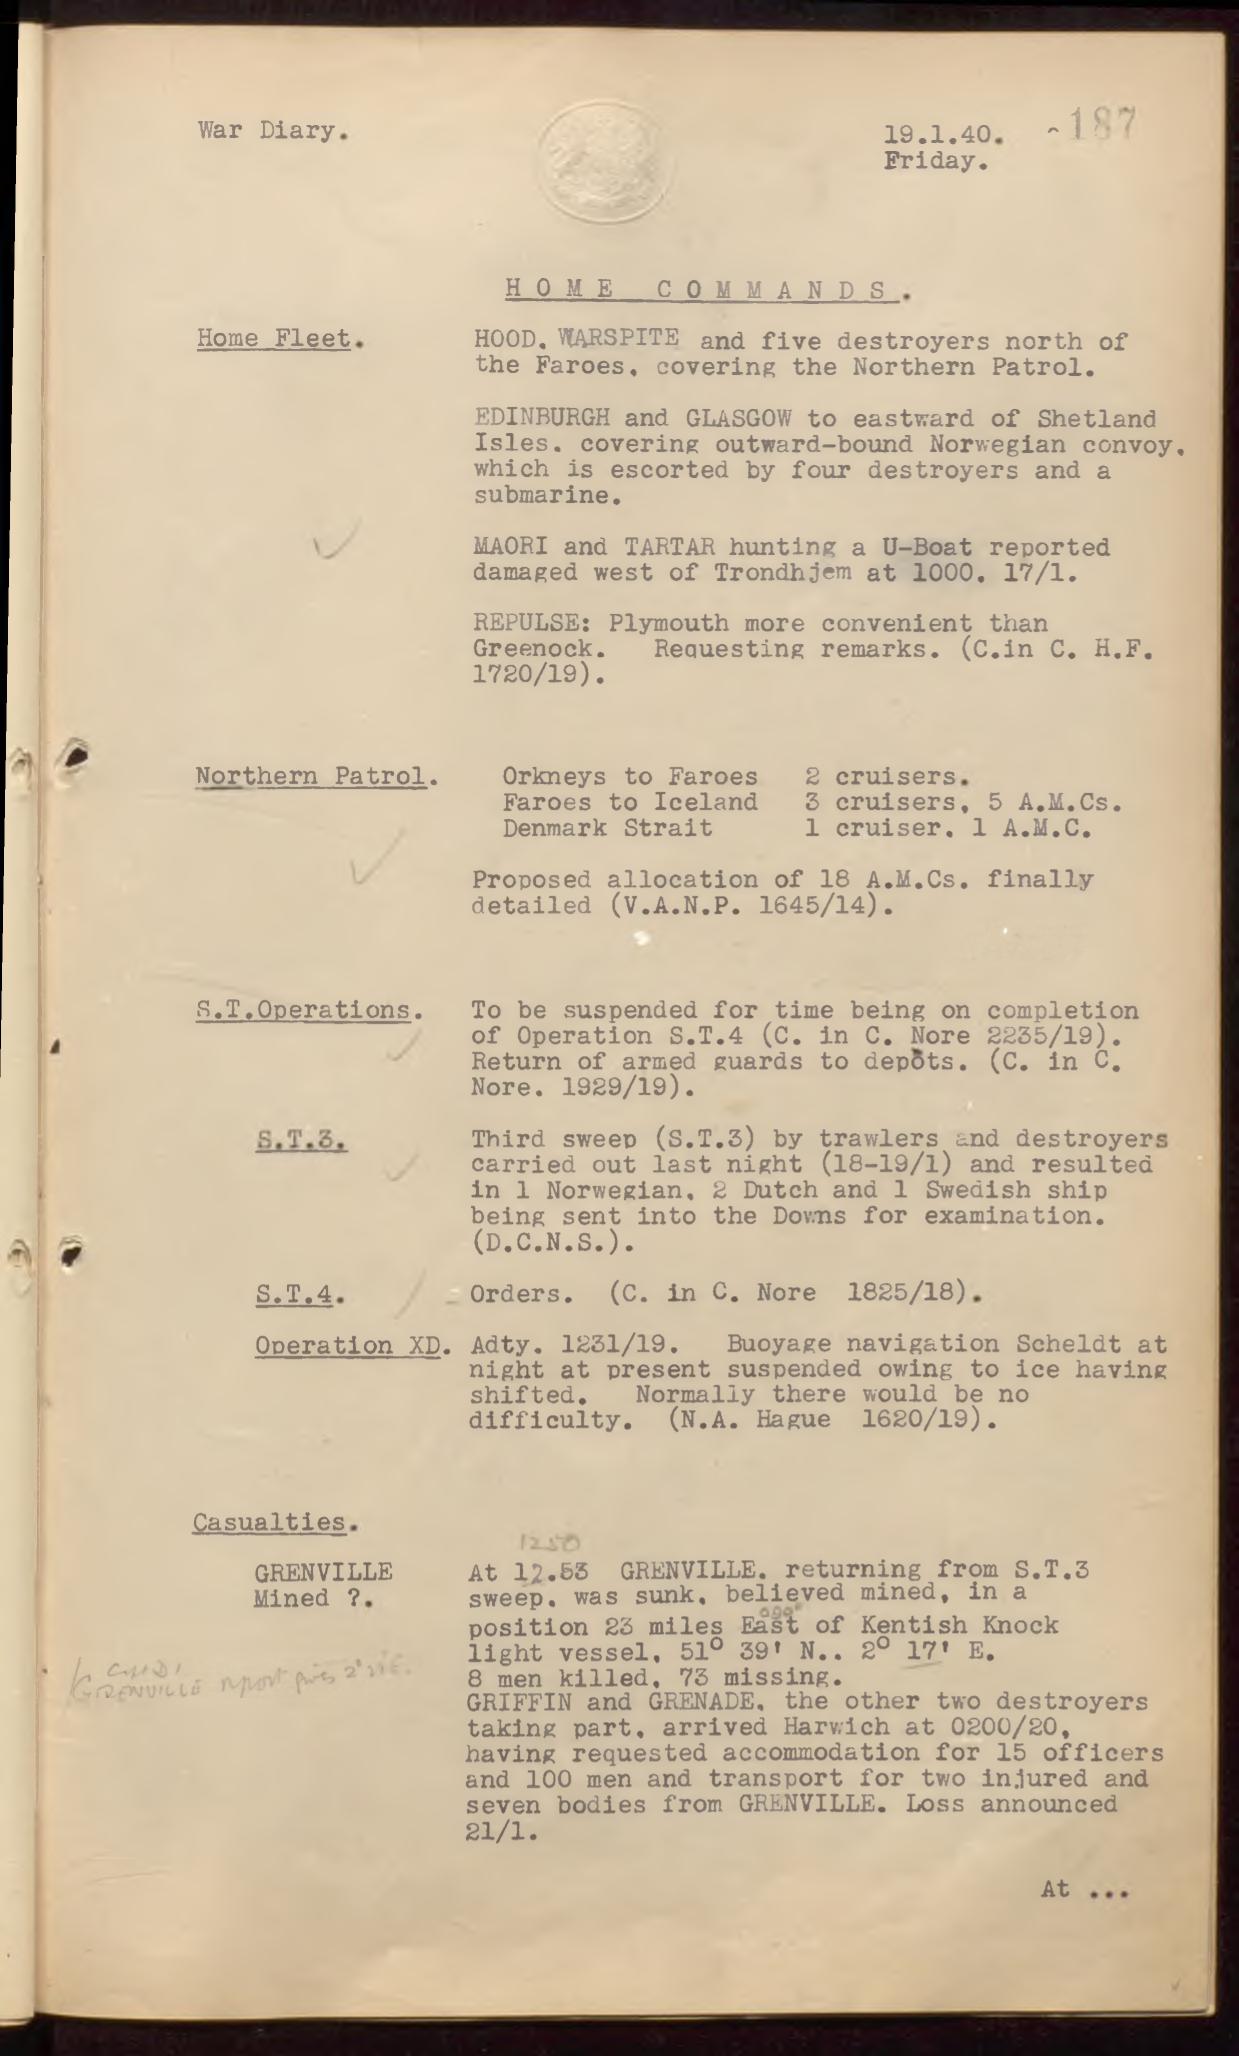 War Diary.
19.1.40.
187
Friday.
HOME COMMANDS.
Home Fleet.
HOOD, WARSPITE and five destroyers north of
the Faroes, covering the Northern Patrol.
EDINBURGH and GLASGOW to eastward of Shetland
Isles, covering outward-bound Norwegian convoy,
which is escorted by four destroyers and a
submarine.
MAORI and TARTAR hunting a U-Boat reported
damaged west of Trondhjem at 1000, 17/1.
REPULSE: Plymouth more convenient than
Greenock. Requesting remarks. (C.in C. H.F.
1720/19).
Northern Patrol.
Orkneys to Faroes 2 cruisers.
Faroes to Iceland 3 cruisers, 5 A.M.Cs.
Denmark Strait 1 cruiser, 1 A.M.C.
Proposed allocation of 18 A.M.Cs. finally
detailed (V.A.N.P. 1645/14).
S.T.Operations.
To be suspended for time being on completion
of Operation S.T.4 (C. in C. Nore 2235/19).
Return of armed guards to depôts. (C. in C.
Nore. 1929/19).
S.T.3.
Third sweep (S.T.3) by trawlers and destroyers
carried out last night (18-19/1) and resulted
in 1 Norwegian, 2 Dutch and 1 Swedish ship
being sent into the Downs for examination.
(D.C.N.S.).
S.T.4.
Orders. (C. in C. Nore 1825/18).
Operation XD.
Adty. 1231/19. Buoyage navigation Scheldt at
night at present suspended owing to ice having
shifted. Normally there would be no
difficulty. (N.A. Hague 1620/19).
Casualties.
1250
GRENVILLE
Mined ?.
At 12.53 GRENVILLE, returning from S.T.3
sweep, was sunk, believed mined, in a
090°
position 23 miles East of Kentish Knock
light vessel, 51° 39' N., 2° 17' E.
8 men killed, 73 missing.
GRENVILLE report gives
GRIFFIN and GRENADE, the other two destroyers
taking part, arrived Harwich at 0200/20,
having requested accommodation for 15 officers
and 100 men and transport for two injured and
seven bodies from GRENVILLE. Loss announced
21/1.
At ...